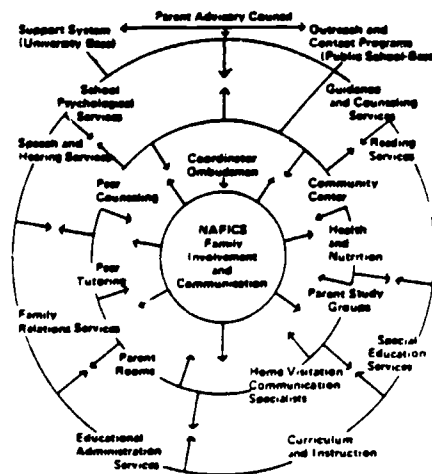 Parent Advisory Council
Support System
(University Base)
Outreach and
Contact Programs
(Public School-Base)
School
Psychological
Services
Guidance
and Counseling
Services
Speech and
Hearing Services
Reading
Services
Coordinator
Ombudsman
Peer
Counseling
Community
Center
NAFICS
Family
Involvement
and
Communication
Health
and
Nutrition
Peer
Tutoring
Parent Study
Groups
Family
Relations Services
Parent
Rooms
Special
Education
Services
Home Visitation
Communication
Specialists
Educational
Administration
Services
Curriculum
and Instruction